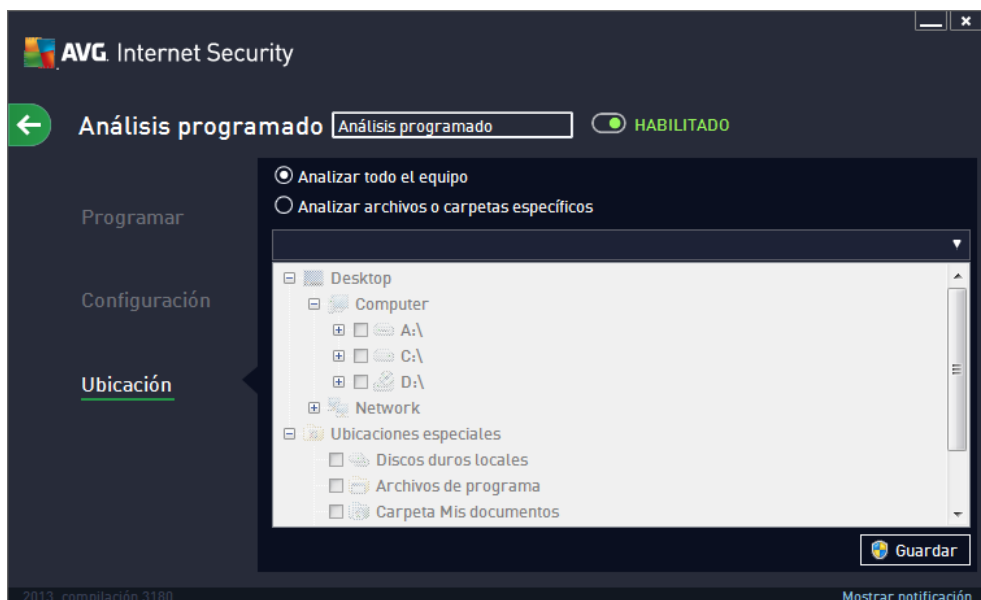 AVG. Internet Security
Análisis programado Análisis programado HABILITADO
Programar
Configuración
Ubicación
Analizar todo el equipo
Analizar archivos o carpetas específicos
Desktop
Computer
A:\
C:\
D:\
Network
Ubicaciones especiales
Discos duros locales
Archivos de programa
Carpeta Mis documentos
Guardar
2013 compilación 3180
Mostrar notificación